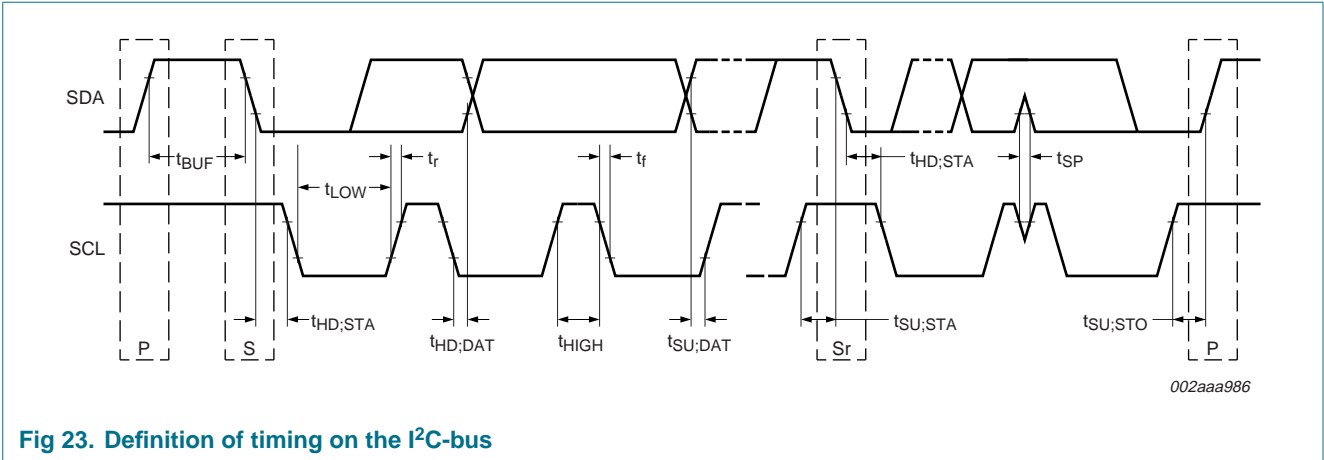 SDA
tBUF
tLOW
tr
tf
tHD;STA
tSP
SCL
tHD;STA
tHD;DAT
tHIGH
tSU;DAT
tSU;STA
tSU;STO
P
S
Sr
P
002aaa986
Fig 23. Definition of timing on the I²C-bus